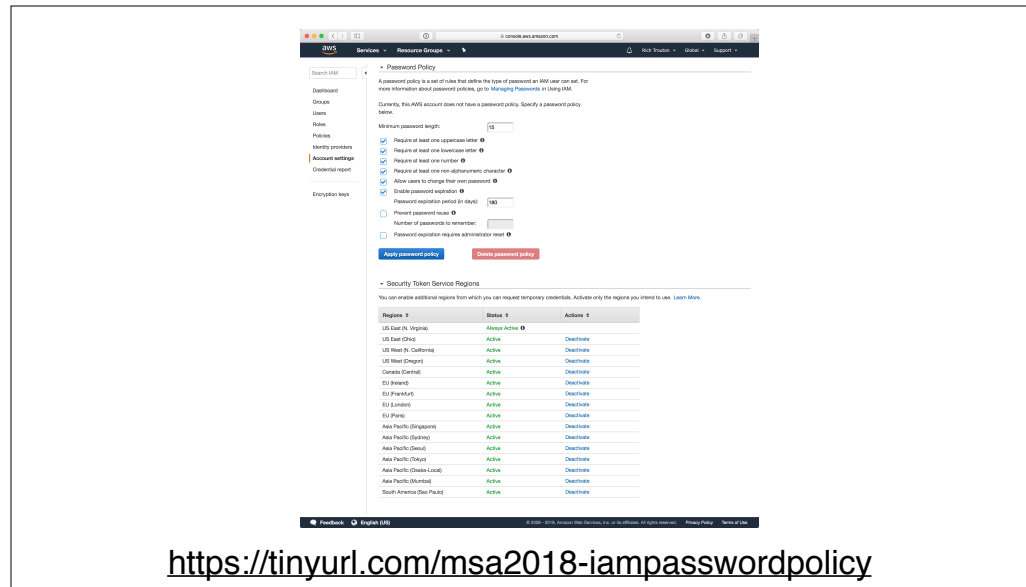 console.aws.amazon.com
aws Services Resource Groups Rich Trouton Global Support
Search IAM
Dashboard
Groups
Users
Roles
Policies
Identity providers
Account settings
Credential report
Encryption keys
Password Policy
A password policy is a set of rules that define the type of password an IAM user can set. For
more information about password policies, go to Managing Passwords in Using IAM.
Currently, this AWS account does not have a password policy. Specify a password policy
below.
Minimum password length: 15
Require at least one uppercase letter
Require at least one lowercase letter
Require at least one number
Require at least one non-alphanumeric character
Allow users to change their own password
Enable password expiration
Password expiration period (in days): 180
Prevent password reuse
Number of passwords to remember:
Password expiration requires administrator reset
Apply password policy Delete password policy
Security Token Service Regions
You can enable additional regions from which you can request temporary credentials. Activate only the regions you intend to use. Learn More.
Regions Status Actions
US East (N. Virginia) Always Active
US East (Ohio) Active Deactivate
US West (N. California) Active Deactivate
US West (Oregon) Active Deactivate
Canada (Central) Active Deactivate
EU (Ireland) Active Deactivate
EU (Frankfurt) Active Deactivate
EU (London) Active Deactivate
EU (Paris) Active Deactivate
Asia Pacific (Singapore) Active Deactivate
Asia Pacific (Sydney) Active Deactivate
Asia Pacific (Seoul) Active Deactivate
Asia Pacific (Tokyo) Active Deactivate
Asia Pacific (Osaka-Local) Active Deactivate
Asia Pacific (Mumbai) Active Deactivate
South America (Sao Paulo) Active Deactivate
Feedback English (US) © 2008 - 2018, Amazon Web Services, Inc. or its affiliates. All rights reserved. Privacy Policy Terms of Use
https://tinyurl.com/msa2018-iampasswordpolicy